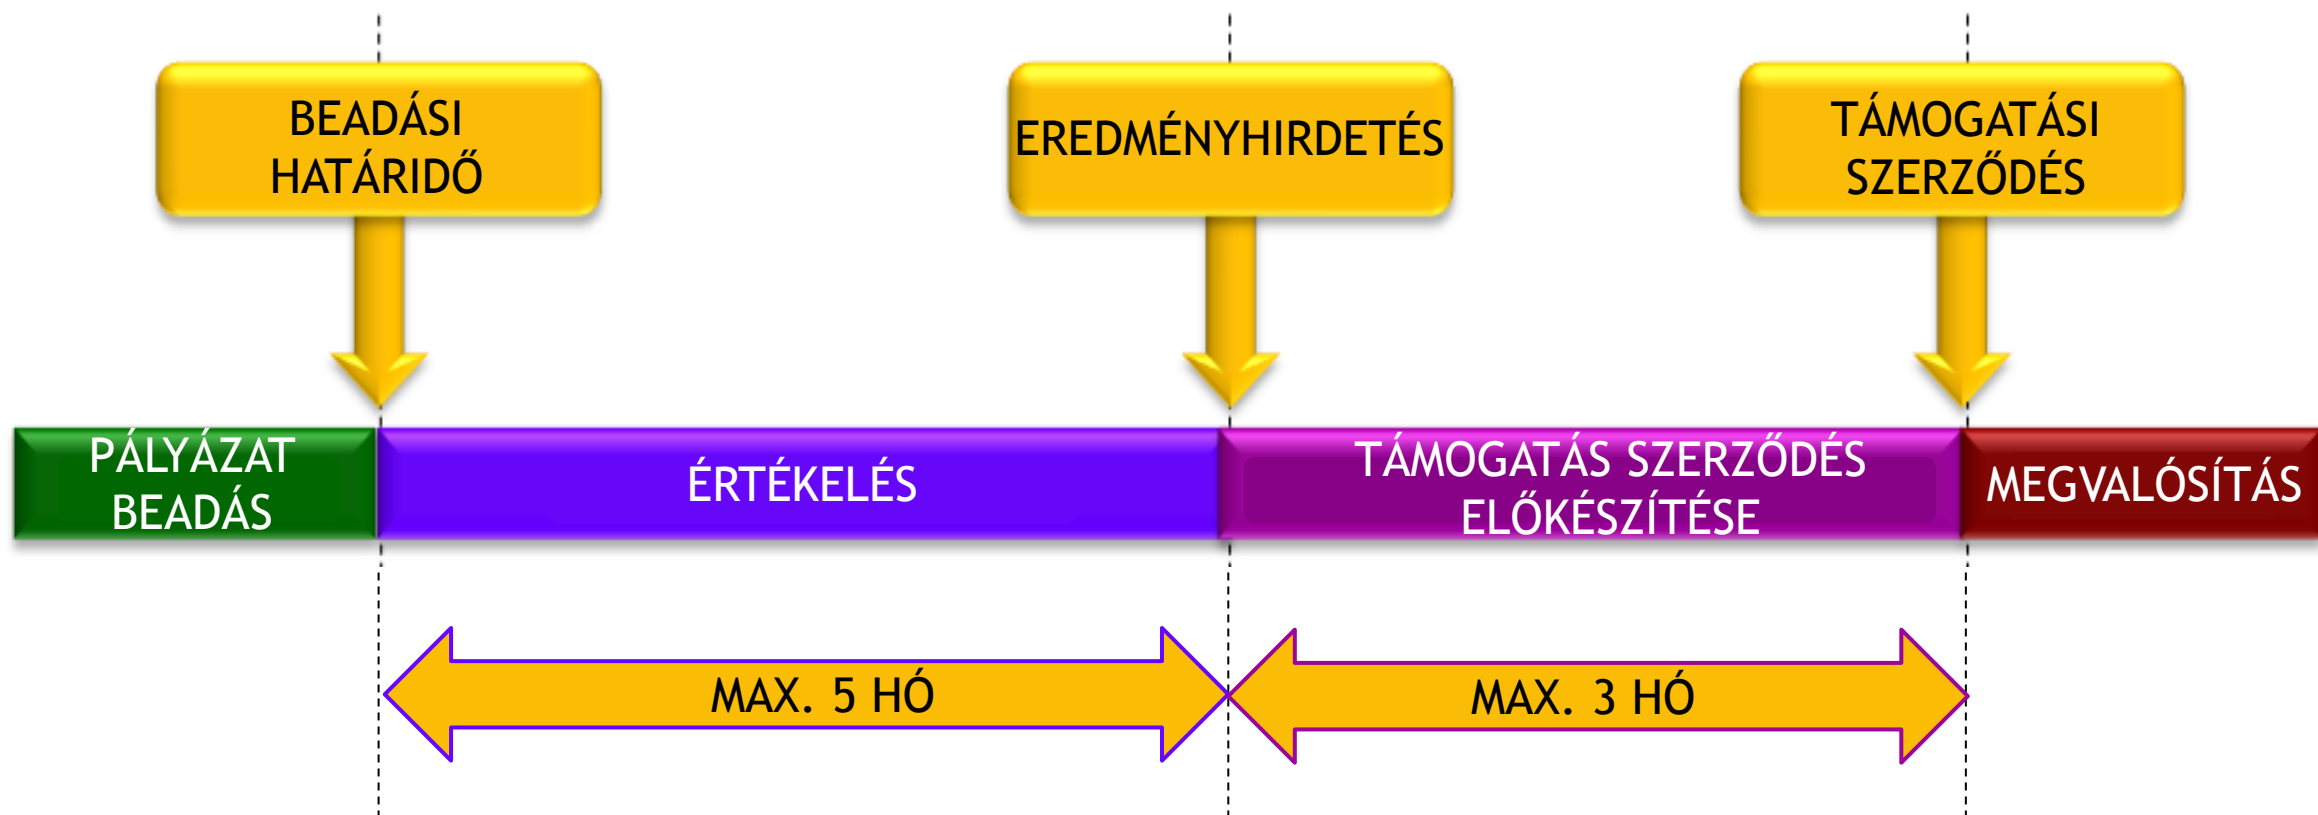 BEADÁSI
HATÁRIDŐ
EREDMÉNYHIRDETÉS
TÁMOGATÁSI
SZERZŐDÉS
PÁLYÁZAT
BEADÁS
ÉRTÉKELÉS
TÁMOGATÁS SZERZŐDÉS
ELŐKÉSZÍTÉSE
MEGVALÓSÍTÁS
MAX. 5 HÓ
MAX. 3 HÓ